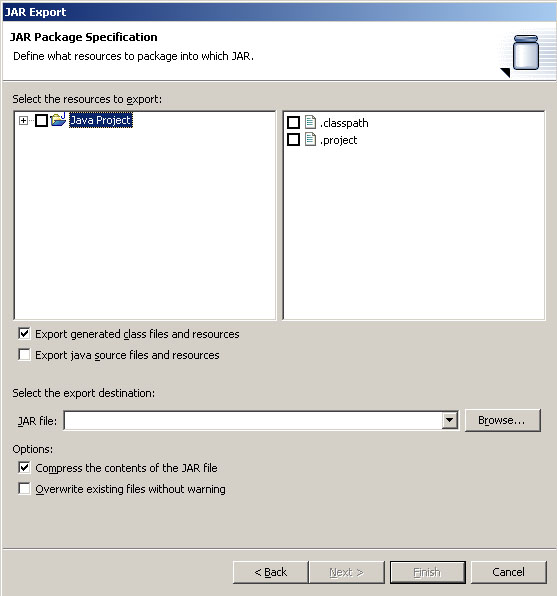 JAR Export
JAR Package Specification
Define what resources to package into which JAR.
Select the resources to export:
Java Project
.classpath
.project
Export generated class files and resources
Export java source files and resources
Select the export destination:
JAR file:
Browse...
Options:
Compress the contents of the JAR file
Overwrite existing files without warning
< Back
Next >
Finish
Cancel